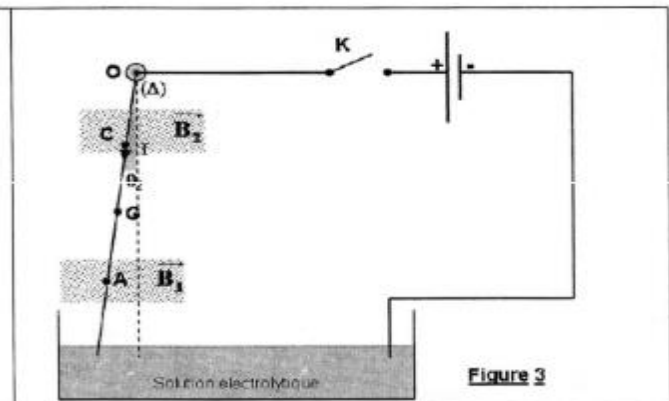 K
O
+ -
(Δ)
C
B₂
I
G
A
B₁
Solution électrolytique
Figure 3